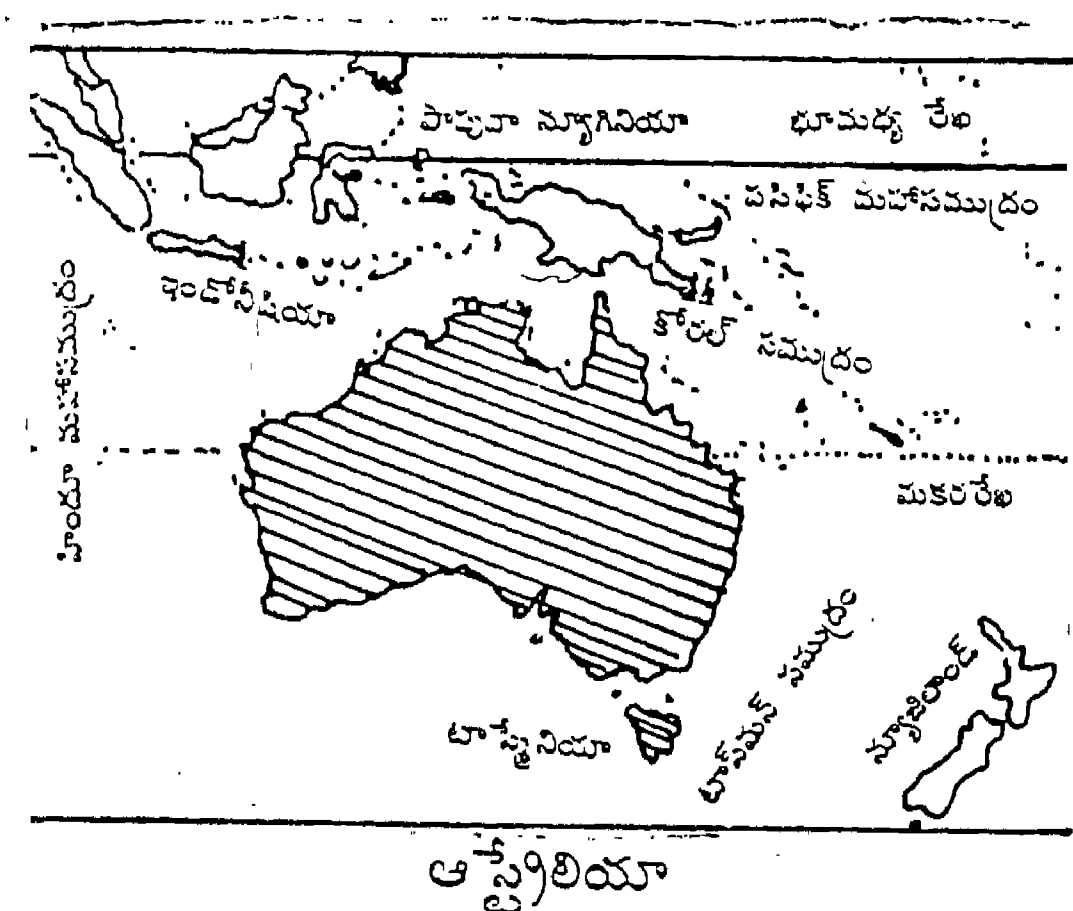 పాపువా న్యూగినియా
భూమధ్య రేఖ
పసిఫిక్ మహాసముద్రం
ఇండోనీషియా
హిందూ మహాసముద్రం
కోరల్ సముద్రం
మకరరేఖ
టాస్మేనియా
టాస్‌మన్ సముద్రం
న్యూజిలాండ్
ఆస్ట్రేలియా